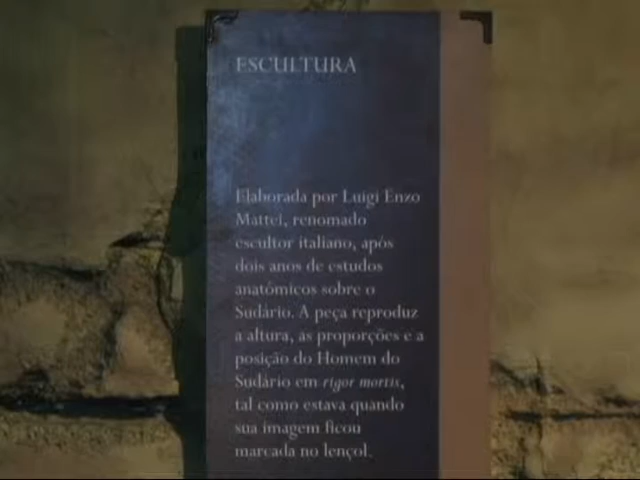 ESCULTURA
Elaborada por Luigi Enzo
Mattei, renomado
escultor italiano, após
dois anos de estudos
anatômicos sobre o
Sudário. A peça reproduz
a altura, as proporções e a
posição do Homem do
Sudário em rigor mortis,
tal como estava quando
sua imagem ficou
marcada no lençol.